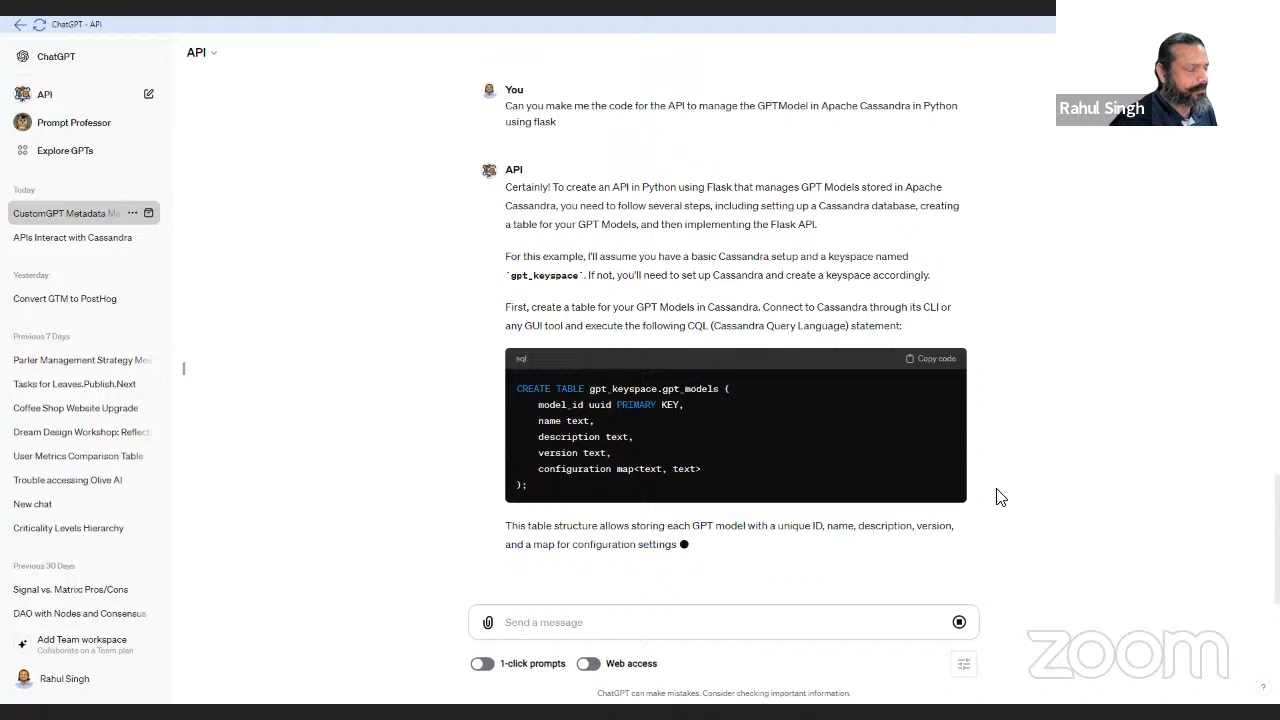 ChatGPT - API
ChatGPT
API
Prompt Professor
Explore GPTs
Today
CustomGPT Metadata Ma
APIs Interact with Cassandra
Yesterday
Convert GTM to PostHog
Previous 7 Days
Parler Management Strategy Mee
Tasks for Leaves.Publish.Next
Coffee Shop Website Upgrade
Dream Design Workshop: Reflect
User Metrics Comparison Table
Trouble accessing Olive AI
New chat
Criticality Levels Hierarchy
Previous 30 Days
Signal vs. Matrix: Pros/Cons
DAO with Nodes and Consensus
Add Team workspace
Collaborate on a Team plan
Rahul Singh
API
You
Can you make me the code for the API to manage the GPTModel in Apache Cassandra in Python
using flask
API
Certainly! To create an API in Python using Flask that manages GPT Models stored in Apache
Cassandra, you need to follow several steps, including setting up a Cassandra database, creating
a table for your GPT Models, and then implementing the Flask API.
For this example, I'll assume you have a basic Cassandra setup and a keyspace named
`gpt_keyspace`. If not, you'll need to set up Cassandra and create a keyspace accordingly.
First, create a table for your GPT Models in Cassandra. Connect to Cassandra through its CLI or
any GUI tool and execute the following CQL (Cassandra Query Language) statement:
sql
Copy code
CREATE TABLE gpt_keyspace.gpt_models (
model_id uuid PRIMARY KEY,
name text,
description text,
version text,
configuration map<text, text>
);
This table structure allows storing each GPT model with a unique ID, name, description, version,
and a map for configuration settings
Send a message
1-click prompts
Web access
ChatGPT can make mistakes. Consider checking important information.
Rahul Singh
zoom
?